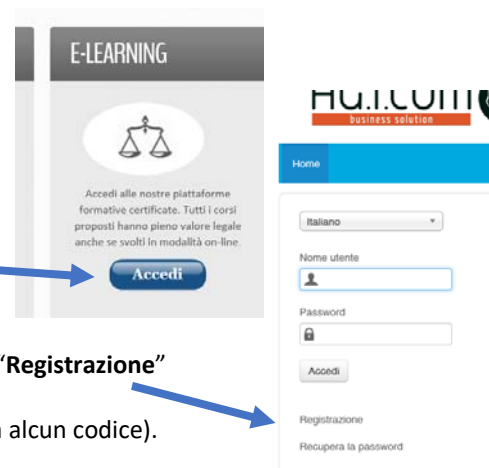 E-LEARNING
Accedi alle nostre piattaforme
formative certificate. Tutti i corsi
proposti hanno pieno valore legale
anche se svolti in modalità on-line.
Accedi
"Registrazione"
alcun codice).
business solution
Home
Italiano
Nome utente
Password
Accedi
Registrazione
Recupera la password